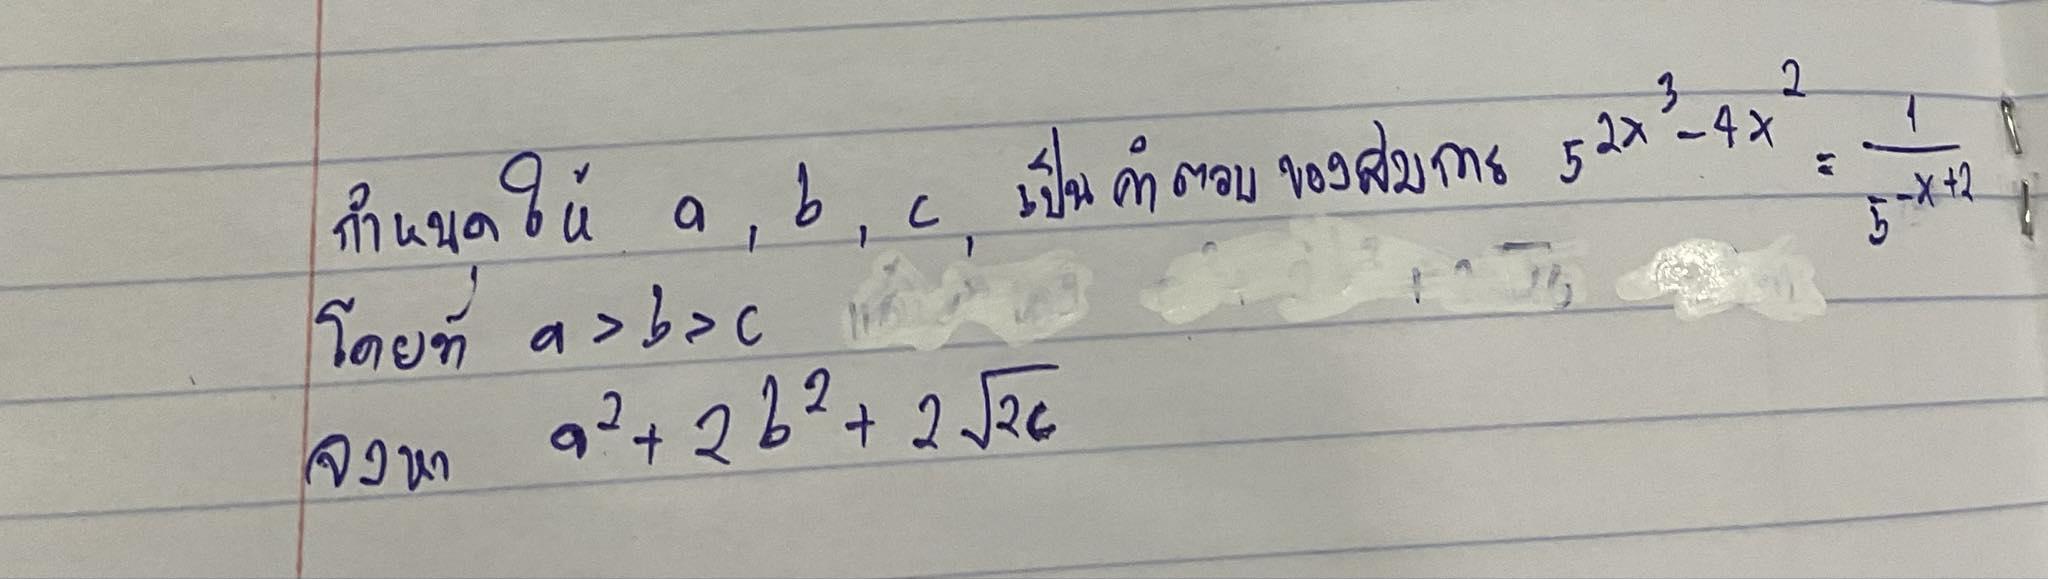 กำหนดให้ a, b, c, เป็นคำตอบของสมการ 5^{2x^3-4x^2} = \frac{1}{5^{-x+2}}
โดยที่ a > b > c
จงหา a^2 + 2b^2 + 2\sqrt{2c}